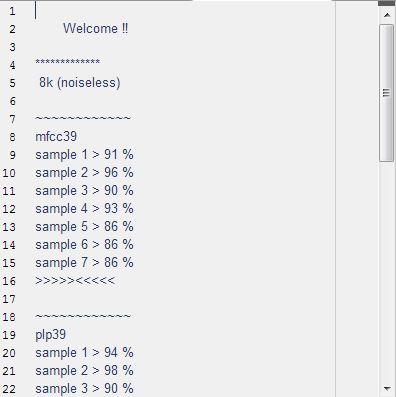 1
2 Welcome !!
3
4 *************
5 8k (noiseless)
6
7 ~~~~~~~~~~~~
8 mfcc39
9 sample 1 > 91 %
10 sample 2 > 96 %
11 sample 3 > 90 %
12 sample 4 > 93 %
13 sample 5 > 86 %
14 sample 6 > 86 %
15 sample 7 > 86 %
16 >>>>><<<<<
17
18 ~~~~~~~~~~~~
19 plp39
20 sample 1 > 94 %
21 sample 2 > 98 %
22 sample 3 > 90 %